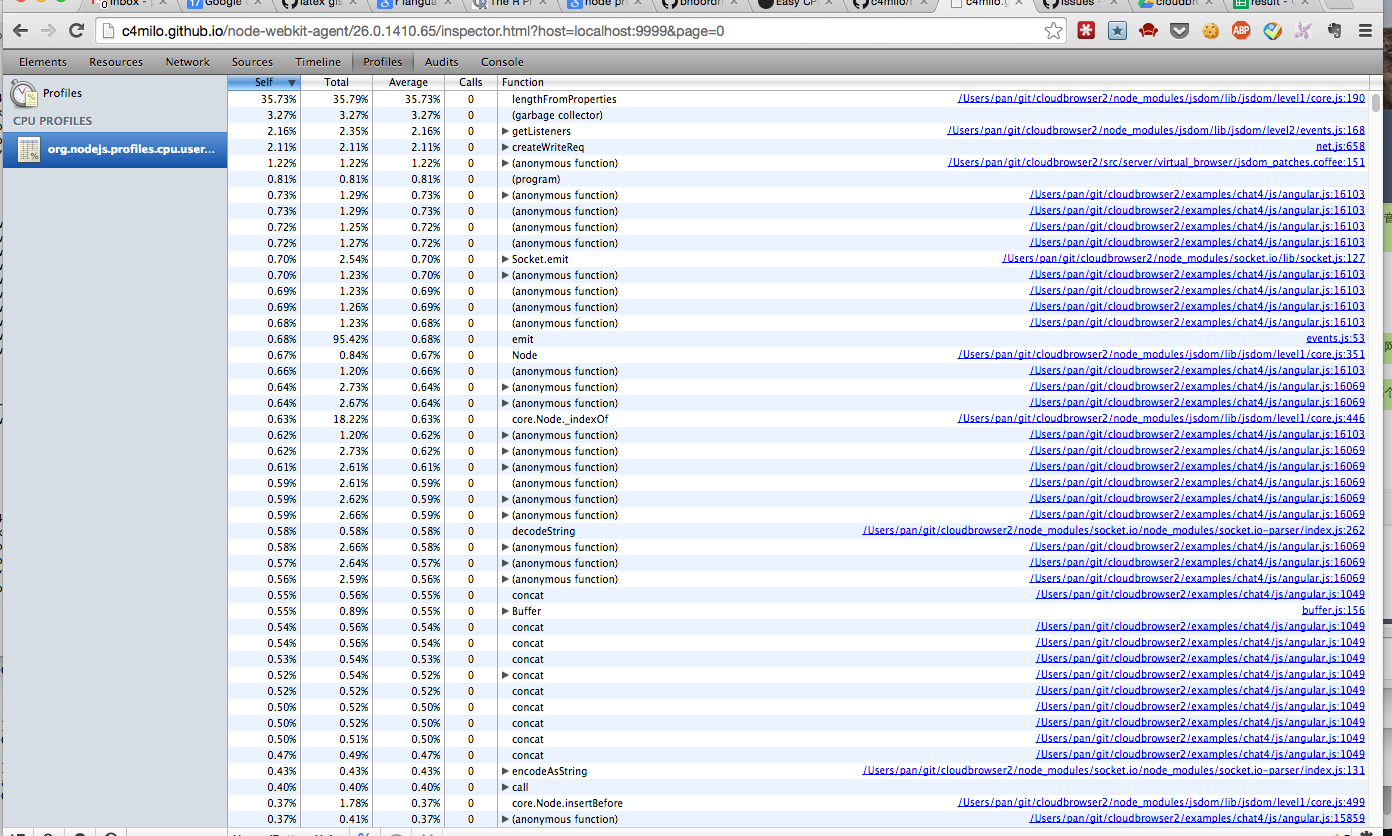 Inbox -
Google
latex gis
r langua
The R Pr
node pr
bhoordr
Easy CP
c4milo/n
c4milo.g
Issues
cloudbro
result -
c4milo.github.io/node-webkit-agent/26.0.1410.65/inspector.html?host=localhost:9999&page=0
ABP
Elements Resources Network Sources Timeline Profiles Audits Console
Profiles
CPU PROFILES
org.nodejs.profiles.cpu.user...
Self Total Average Calls Function
35.73% 35.79% 35.73% 0 lengthFromProperties /Users/pan/git/cloudbrowser2/node_modules/jsdom/lib/jsdom/level1/core.js:190
3.27% 3.27% 3.27% 0 (garbage collector)
2.16% 2.35% 2.16% 0 getListeners /Users/pan/git/cloudbrowser2/node_modules/jsdom/lib/jsdom/level2/events.js:168
2.11% 2.11% 2.11% 0 createWriteReq net.js:658
1.22% 1.22% 1.22% 0 (anonymous function) /Users/pan/git/cloudbrowser2/src/server/virtual_browser/jsdom_patches.coffee:151
0.81% 0.81% 0.81% 0 (program)
0.73% 1.29% 0.73% 0 (anonymous function) /Users/pan/git/cloudbrowser2/examples/chat4/js/angular.js:16103
0.73% 1.29% 0.73% 0 (anonymous function) /Users/pan/git/cloudbrowser2/examples/chat4/js/angular.js:16103
0.72% 1.25% 0.72% 0 (anonymous function) /Users/pan/git/cloudbrowser2/examples/chat4/js/angular.js:16103
0.72% 1.27% 0.72% 0 (anonymous function) /Users/pan/git/cloudbrowser2/examples/chat4/js/angular.js:16103
0.70% 2.54% 0.70% 0 Socket.emit /Users/pan/git/cloudbrowser2/node_modules/socket.io/lib/socket.js:127
0.70% 1.23% 0.70% 0 (anonymous function) /Users/pan/git/cloudbrowser2/examples/chat4/js/angular.js:16103
0.69% 1.23% 0.69% 0 (anonymous function) /Users/pan/git/cloudbrowser2/examples/chat4/js/angular.js:16103
0.69% 1.26% 0.69% 0 (anonymous function) /Users/pan/git/cloudbrowser2/examples/chat4/js/angular.js:16103
0.68% 1.23% 0.68% 0 (anonymous function) /Users/pan/git/cloudbrowser2/examples/chat4/js/angular.js:16103
0.68% 95.42% 0.68% 0 emit events.js:53
0.67% 0.84% 0.67% 0 Node /Users/pan/git/cloudbrowser2/node_modules/jsdom/lib/jsdom/level1/core.js:351
0.66% 1.20% 0.66% 0 (anonymous function) /Users/pan/git/cloudbrowser2/examples/chat4/js/angular.js:16103
0.64% 2.73% 0.64% 0 (anonymous function) /Users/pan/git/cloudbrowser2/examples/chat4/js/angular.js:16069
0.64% 2.67% 0.64% 0 (anonymous function) /Users/pan/git/cloudbrowser2/examples/chat4/js/angular.js:16069
0.63% 18.22% 0.63% 0 core.Node._indexOf /Users/pan/git/cloudbrowser2/node_modules/jsdom/lib/jsdom/level1/core.js:446
0.62% 1.20% 0.62% 0 (anonymous function) /Users/pan/git/cloudbrowser2/examples/chat4/js/angular.js:16103
0.62% 2.73% 0.62% 0 (anonymous function) /Users/pan/git/cloudbrowser2/examples/chat4/js/angular.js:16069
0.61% 2.61% 0.61% 0 (anonymous function) /Users/pan/git/cloudbrowser2/examples/chat4/js/angular.js:16069
0.59% 2.61% 0.59% 0 (anonymous function) /Users/pan/git/cloudbrowser2/examples/chat4/js/angular.js:16069
0.59% 2.62% 0.59% 0 (anonymous function) /Users/pan/git/cloudbrowser2/examples/chat4/js/angular.js:16069
0.59% 2.66% 0.59% 0 (anonymous function) /Users/pan/git/cloudbrowser2/examples/chat4/js/angular.js:16069
0.58% 0.58% 0.58% 0 decodeString /Users/pan/git/cloudbrowser2/node_modules/socket.io/node_modules/socket.io-parser/index.js:262
0.58% 2.66% 0.58% 0 (anonymous function) /Users/pan/git/cloudbrowser2/examples/chat4/js/angular.js:16069
0.57% 2.64% 0.57% 0 (anonymous function) /Users/pan/git/cloudbrowser2/examples/chat4/js/angular.js:16069
0.56% 2.59% 0.56% 0 (anonymous function) /Users/pan/git/cloudbrowser2/examples/chat4/js/angular.js:16069
0.55% 0.56% 0.55% 0 concat /Users/pan/git/cloudbrowser2/examples/chat4/js/angular.js:1049
0.55% 0.89% 0.55% 0 Buffer buffer.js:156
0.54% 0.56% 0.54% 0 concat /Users/pan/git/cloudbrowser2/examples/chat4/js/angular.js:1049
0.54% 0.56% 0.54% 0 concat /Users/pan/git/cloudbrowser2/examples/chat4/js/angular.js:1049
0.53% 0.54% 0.53% 0 concat /Users/pan/git/cloudbrowser2/examples/chat4/js/angular.js:1049
0.52% 0.54% 0.52% 0 concat /Users/pan/git/cloudbrowser2/examples/chat4/js/angular.js:1049
0.52% 0.52% 0.52% 0 concat /Users/pan/git/cloudbrowser2/examples/chat4/js/angular.js:1049
0.50% 0.52% 0.50% 0 concat /Users/pan/git/cloudbrowser2/examples/chat4/js/angular.js:1049
0.50% 0.52% 0.50% 0 concat /Users/pan/git/cloudbrowser2/examples/chat4/js/angular.js:1049
0.50% 0.51% 0.50% 0 concat /Users/pan/git/cloudbrowser2/examples/chat4/js/angular.js:1049
0.47% 0.49% 0.47% 0 concat /Users/pan/git/cloudbrowser2/examples/chat4/js/angular.js:1049
0.43% 0.43% 0.43% 0 encodeAsString /Users/pan/git/cloudbrowser2/node_modules/socket.io/node_modules/socket.io-parser/index.js:131
0.40% 0.40% 0.40% 0 call
0.37% 1.78% 0.37% 0 core.Node.insertBefore /Users/pan/git/cloudbrowser2/node_modules/jsdom/lib/jsdom/level1/core.js:499
0.37% 0.41% 0.37% 0 (anonymous function) /Users/pan/git/cloudbrowser2/examples/chat4/js/angular.js:15859